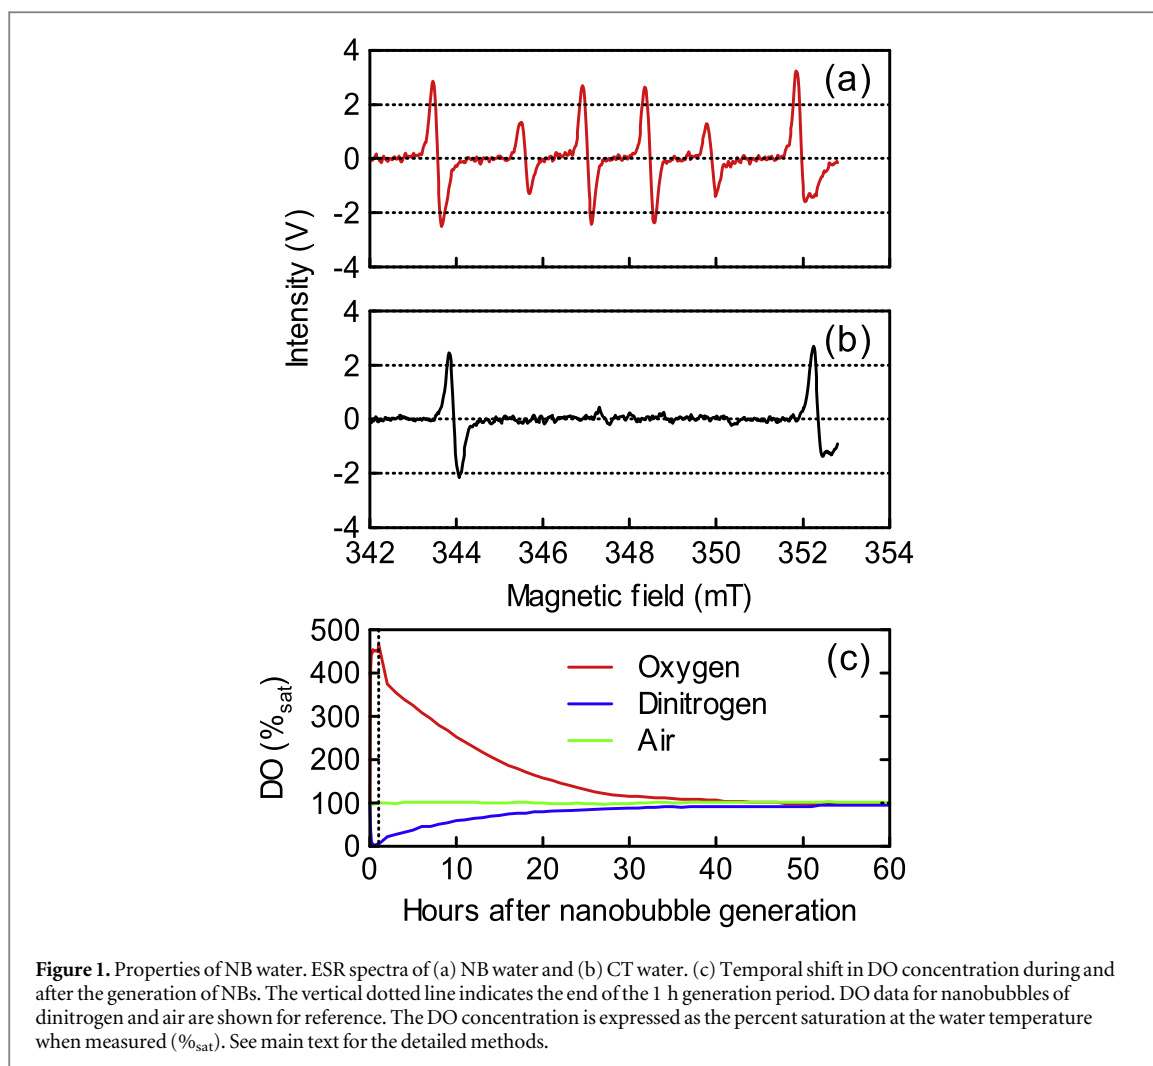 4
2
0
-2
-4
(a)
4
2
0
-2
-4
(b)
Intensity (V)
342 344 346 348 350 352 354
Magnetic field (mT)
500
400
300
200
100
0
DO (%sat)
(c)
Oxygen
Dinitrogen
Air
0 10 20 30 40 50 60
Hours after nanobubble generation
Figure 1. Properties of NB water. ESR spectra of (a) NB water and (b) CT water. (c) Temporal shift in DO concentration during and
after the generation of NBs. The vertical dotted line indicates the end of the 1 h generation period. DO data for nanobubbles of
dinitrogen and air are shown for reference. The DO concentration is expressed as the percent saturation at the water temperature
when measured (%sat). See main text for the detailed methods.